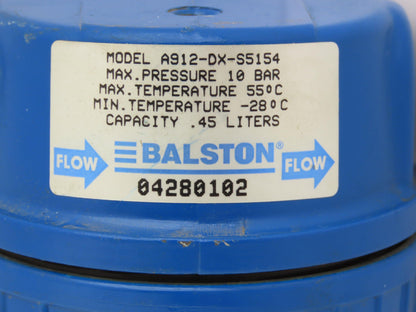 MODEL A912-DX-S5154
MAX.PRESSURE 10 BAR
MAX.TEMPERATURE 55°C
MIN.TEMPERATURE -28°C
CAPACITY .45 LITERS
FLOW BALSTON® FLOW
04280102